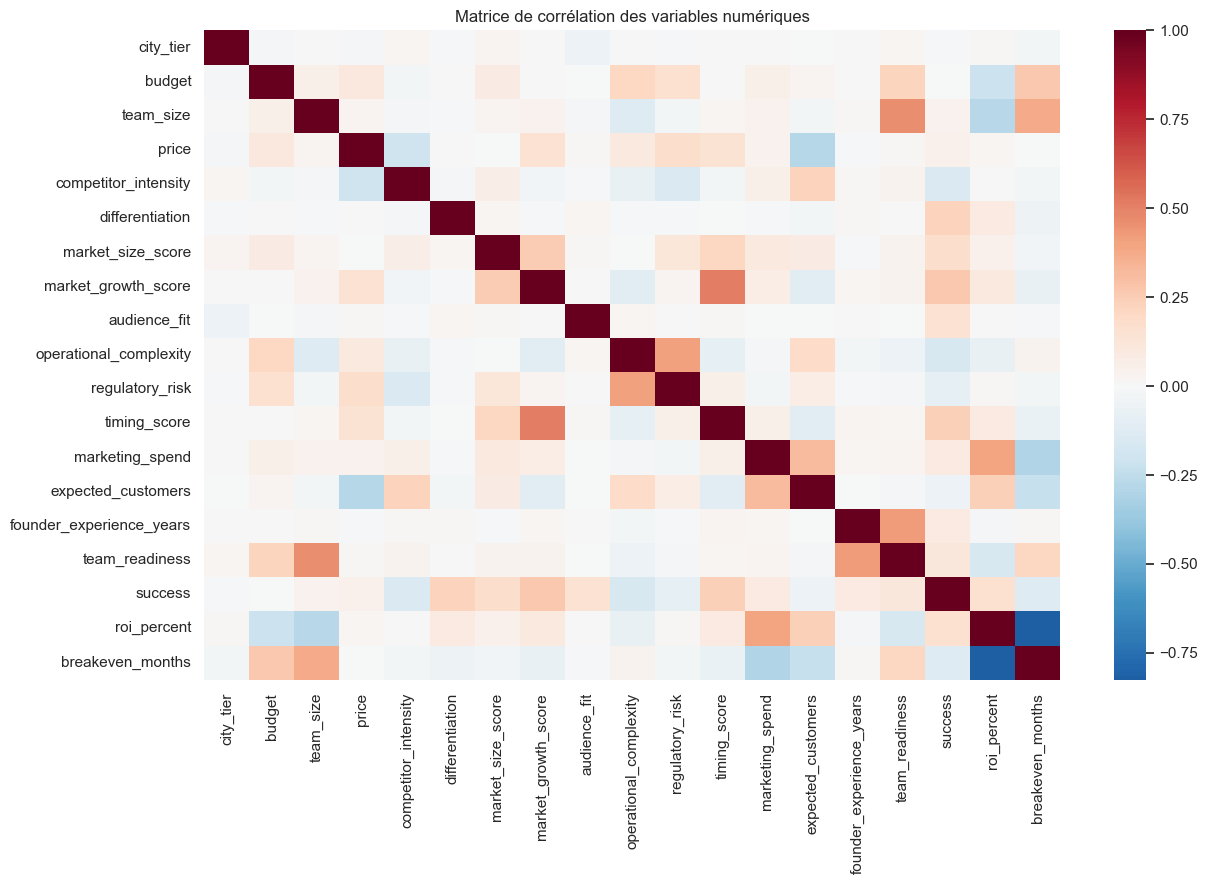 Matrice de corrélation des variables numériques
city_tier
budget
team_size
price
competitor_intensity
differentiation
market_size_score
market_growth_score
audience_fit
operational_complexity
regulatory_risk
timing_score
marketing_spend
expected_customers
founder_experience_years
team_readiness
success
roi_percent
breakeven_months
city_tier
budget
team_size
price
competitor_intensity
differentiation
market_size_score
market_growth_score
audience_fit
operational_complexity
regulatory_risk
timing_score
marketing_spend
expected_customers
founder_experience_years
team_readiness
success
roi_percent
breakeven_months
1.00
0.75
0.50
0.25
0.00
−0.25
−0.50
−0.75